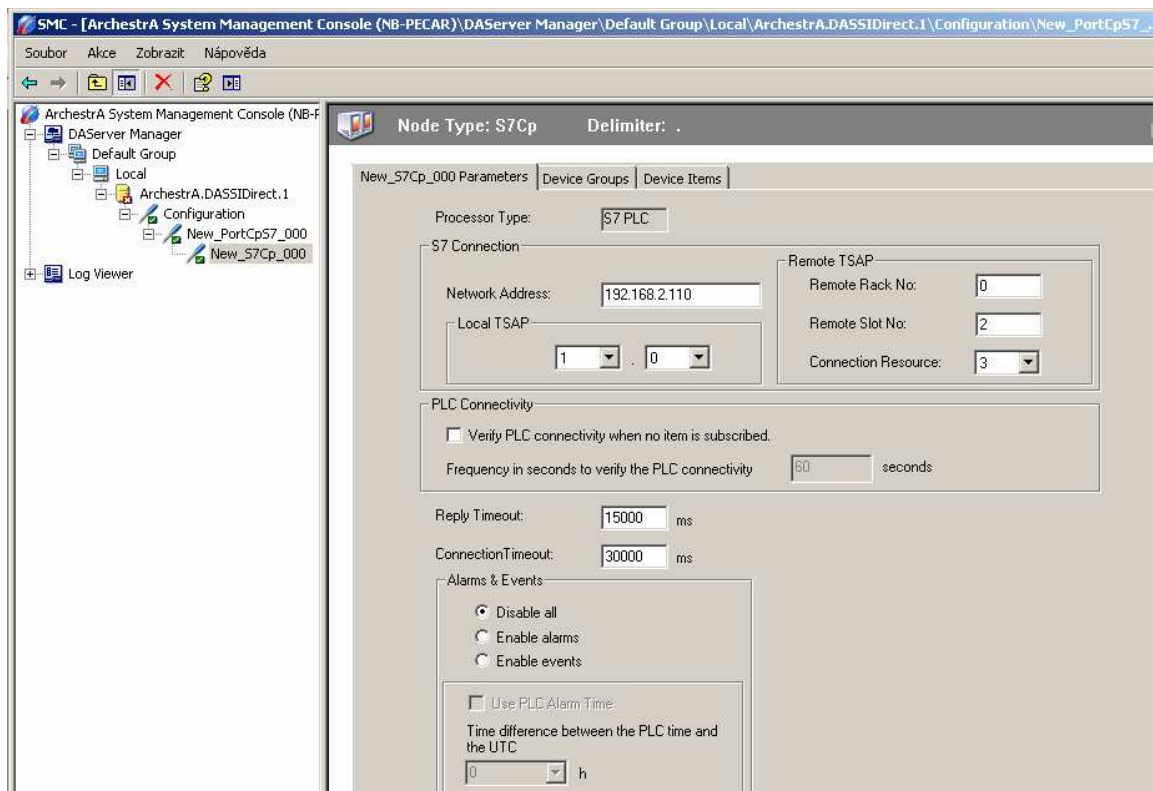 SMC - [ArchestrA System Management Console (NB-PECAR)\DAServer Manager\Default Group\Local\ArchestrA.DASSIDirect.1\Configuration\New_PortCpS7_...
Soubor Akce Zobrazit Nápověda
ArchestrA System Management Console (NB-P
DAServer Manager
Default Group
Local
ArchestrA.DASSIDirect.1
Configuration
New_PortCpS7_000
New_S7Cp_000
Log Viewer
Node Type: S7Cp Delimiter: .
New_S7Cp_000 Parameters Device Groups Device Items
Processor Type: S7 PLC
S7 Connection
Network Address: 192.168.2.110
Local TSAP
1 . 0
Remote TSAP
Remote Rack No: 0
Remote Slot No: 2
Connection Resource: 3
PLC Connectivity
Verify PLC connectivity when no item is subscribed.
Frequency in seconds to verify the PLC connectivity 60 seconds
Reply Timeout: 15000 ms
ConnectionTimeout: 30000 ms
Alarms & Events
Disable all
Enable alarms
Enable events
Use PLC Alarm Time
Time difference between the PLC time and
the UTC
0 h